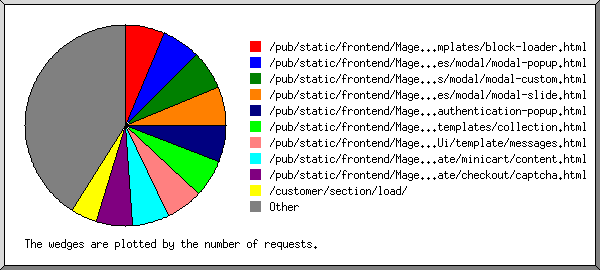 /pub/static/frontend/Mage...mplates/block-loader.html
/pub/static/frontend/Mage...es/modal/modal-popup.html
/pub/static/frontend/Mage...s/modal/modal-custom.html
/pub/static/frontend/Mage...es/modal/modal-slide.html
/pub/static/frontend/Mage...authentication-popup.html
/pub/static/frontend/Mage...templates/collection.html
/pub/static/frontend/Mage...Ui/template/messages.html
/pub/static/frontend/Mage...ate/minicart/content.html
/pub/static/frontend/Mage...ate/checkout/captcha.html
/customer/section/load/
Other
The wedges are plotted by the number of requests.